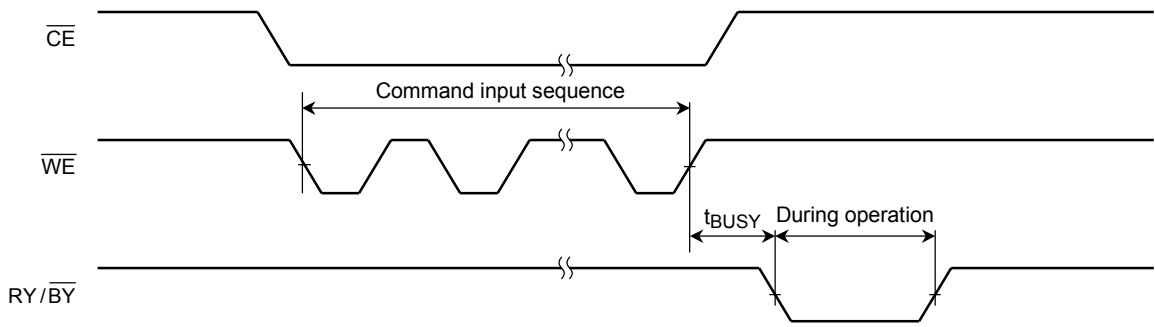 CE
Command input sequence
WE
tBUSY
During operation
RY/BY